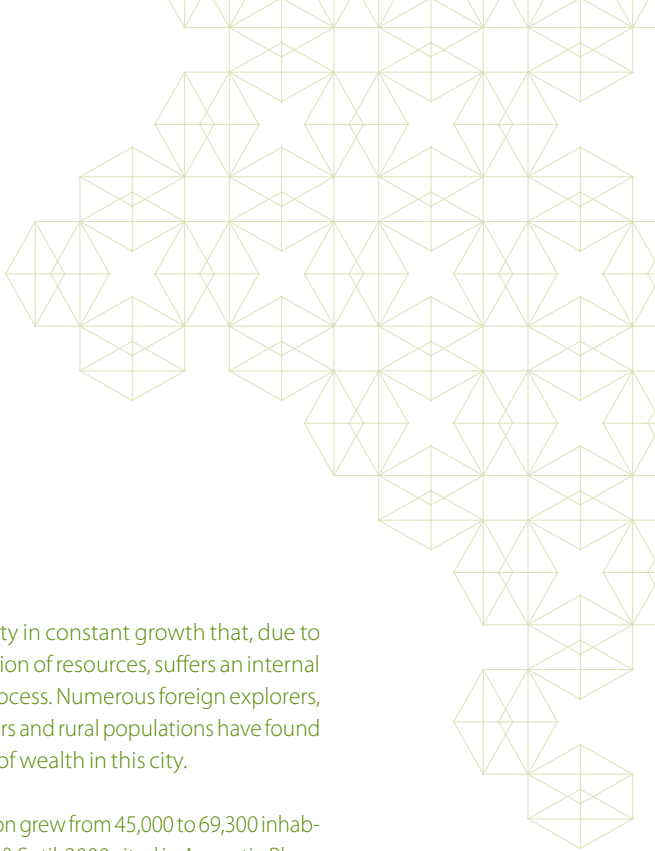 ty in constant growth that, due to
ion of resources, suffers an internal
ocess. Numerous foreign explorers,
rs and rural populations have found
of wealth in this city.
on grew from 45,000 to 69,300 inhab-